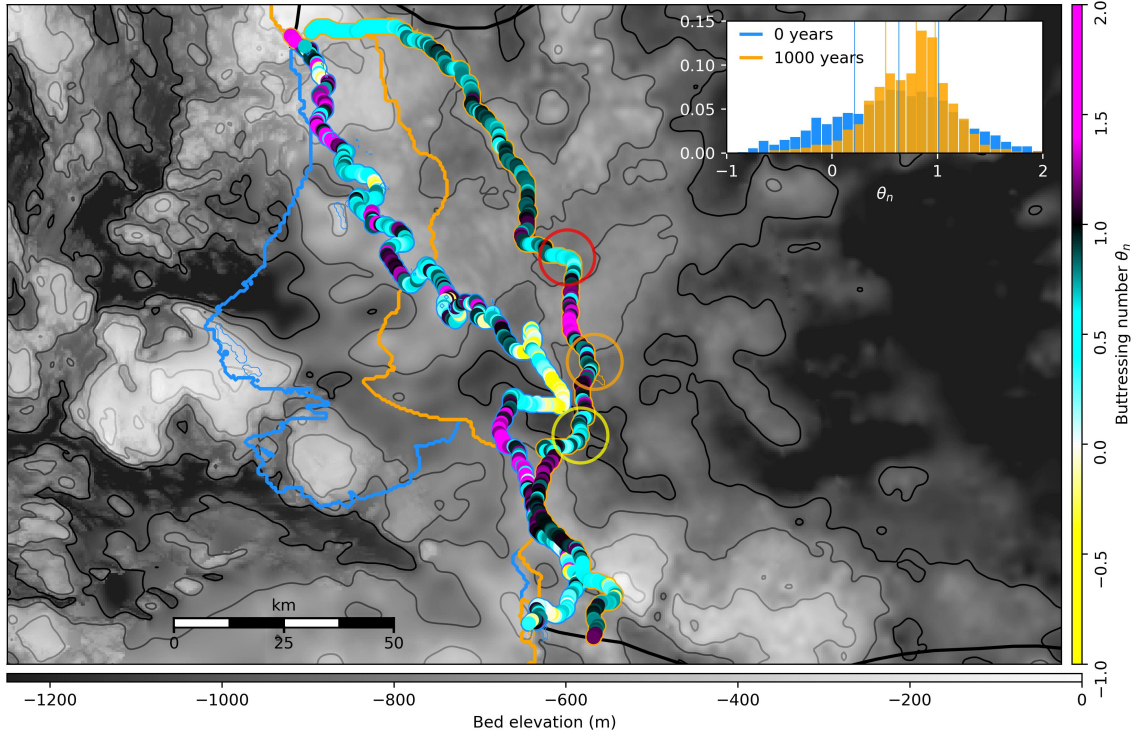 0.15
0.10
0.05
0.00
0 years
1000 years
−1 0 1 2
θn
2.0
1.5
1.0
0.5
0.0
−0.5
−1.0
Buttressing number θn
km
0 25 50
−1200 −1000 −800 −600 −400 −200 0
Bed elevation (m)